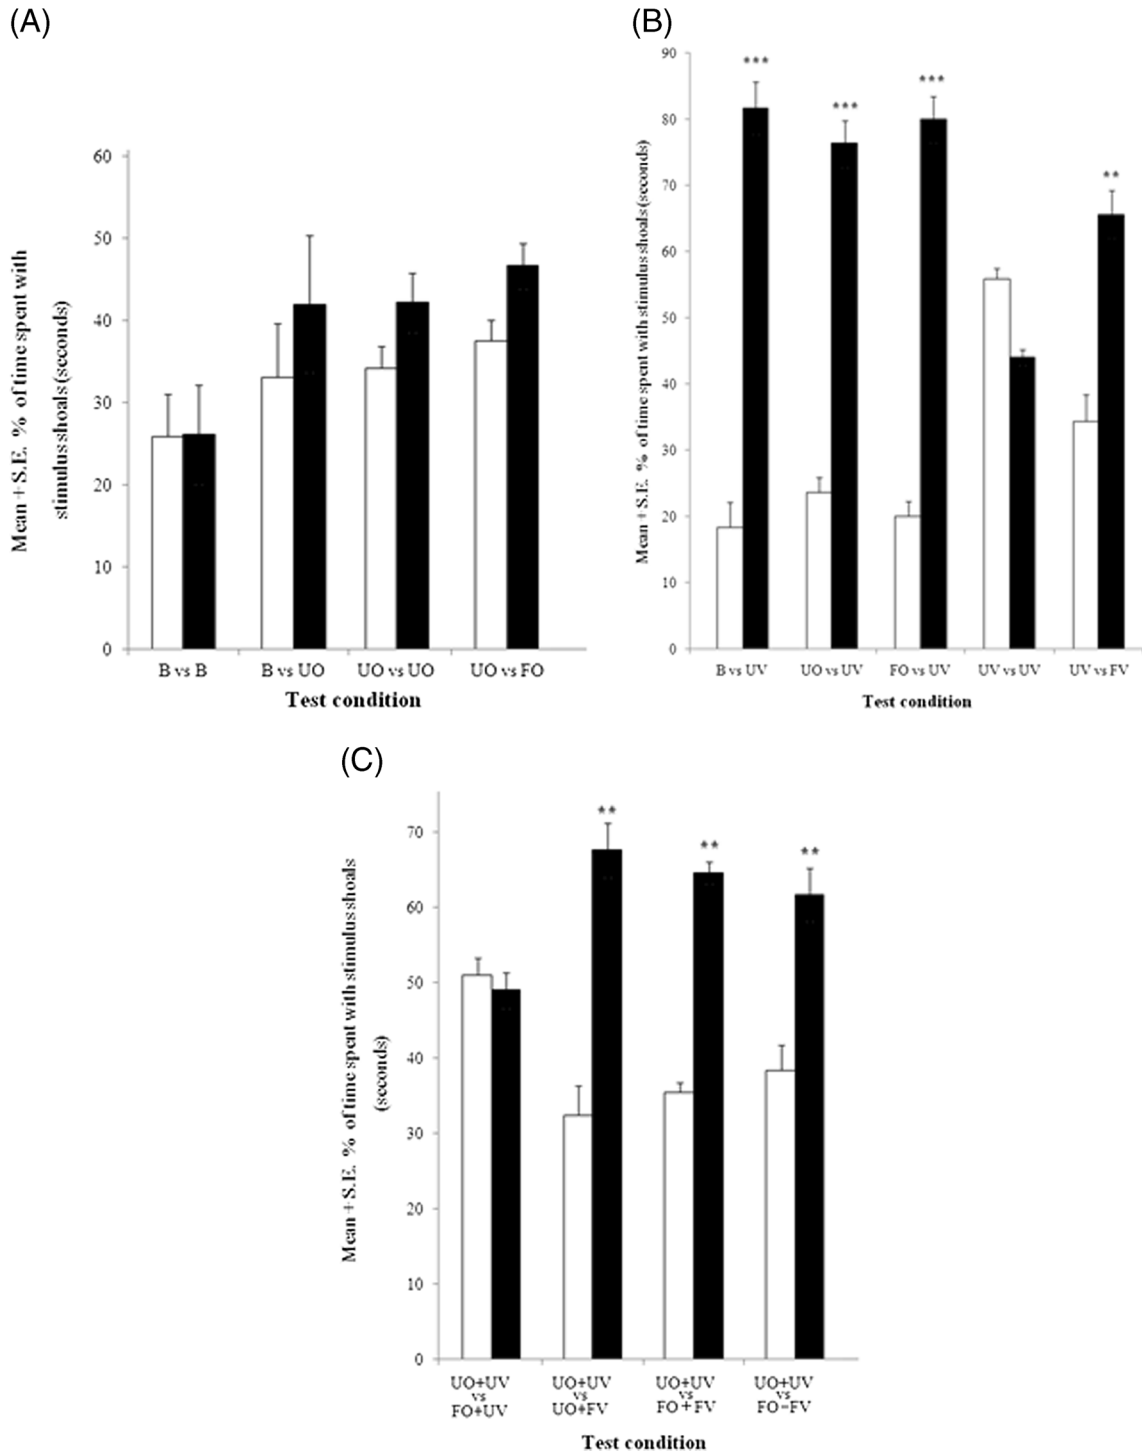 (A)
60
50
40
30
20
10
0
Mean + S.E. % of time spent with
stimulus shoals (seconds)
B vs B
B vs UO
UO vs UO
UO vs FO
Test condition
(B)
90
80
70
60
50
40
30
20
10
0
Mean + S.E. % of time spent with stimulus shoals (seconds)
***
***
***
**
B vs UV
UO vs UV
FO vs UV
UV vs UV
UV vs FV
Test condition
(C)
70
60
50
40
30
20
10
0
Mean + S.E. % of time spent with stimulus shoals
(seconds)
**
**
**
UO+UV
vs
FO+UV
UO+UV
vs
UO+FV
UO+UV
vs
FO+FV
UO+UV
vs
FO−FV
Test condition